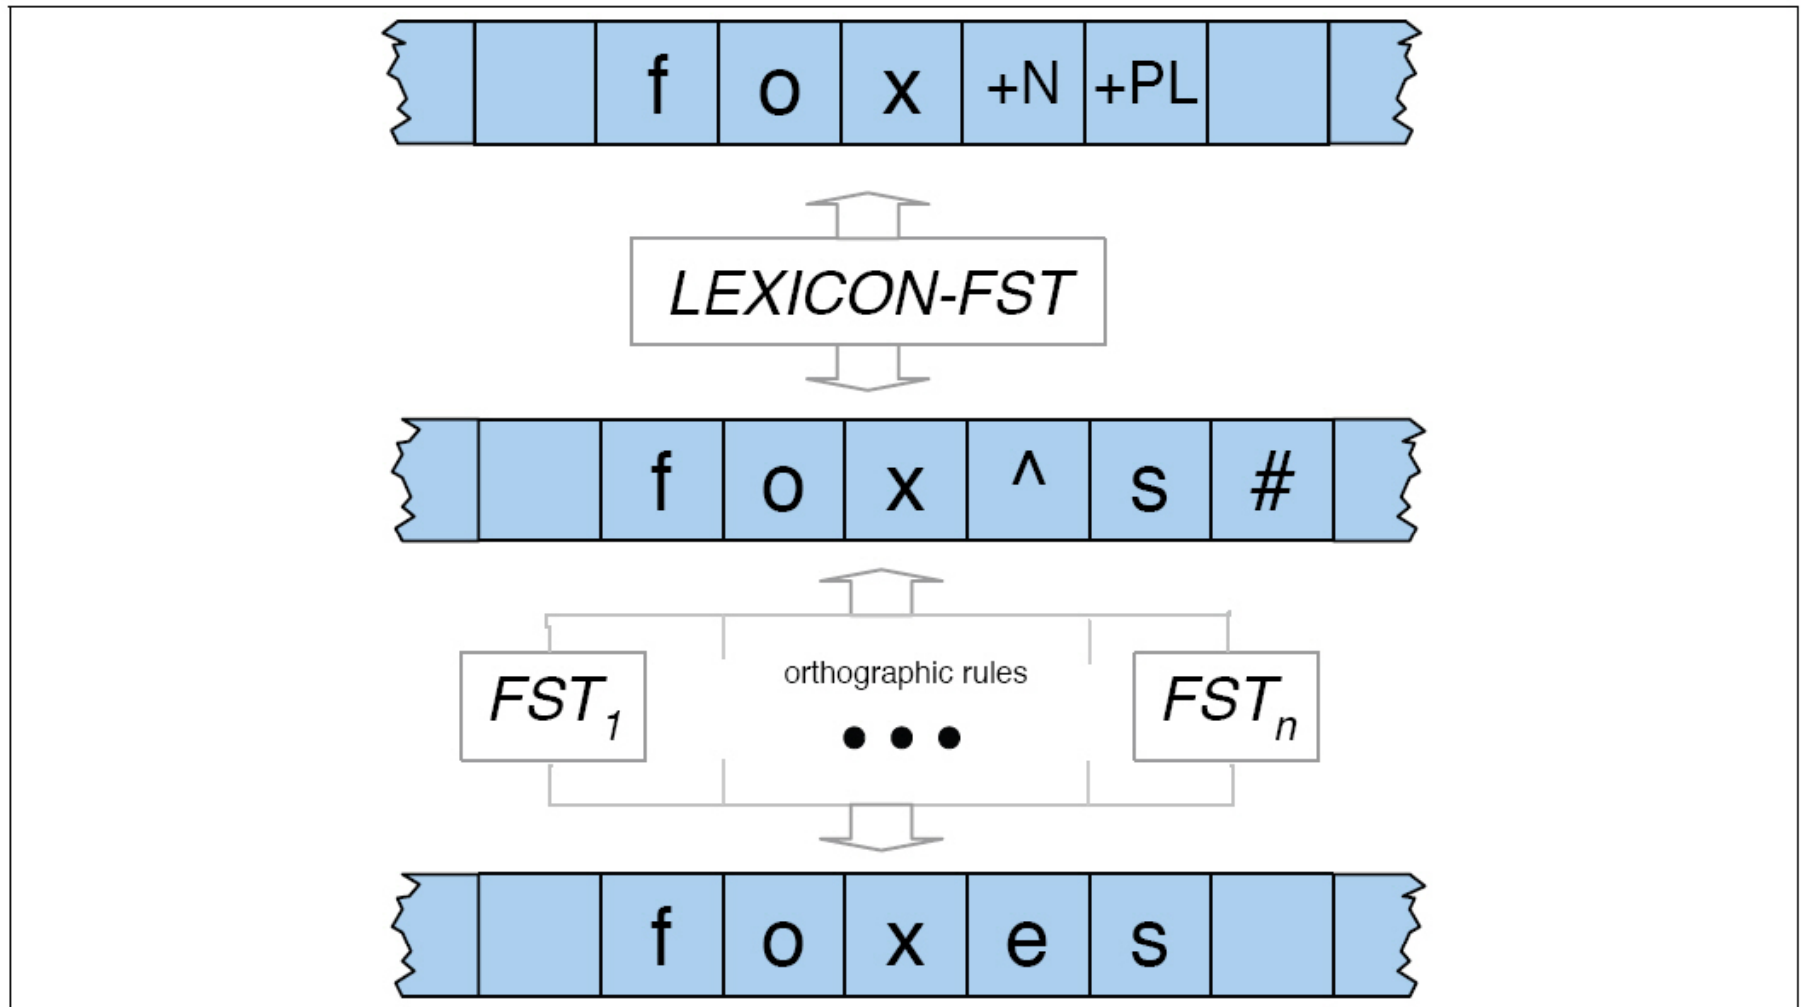 f o x +N +PL
LEXICON-FST
f o x ^ s #
orthographic rules
FST1 FSTn
f o x e s